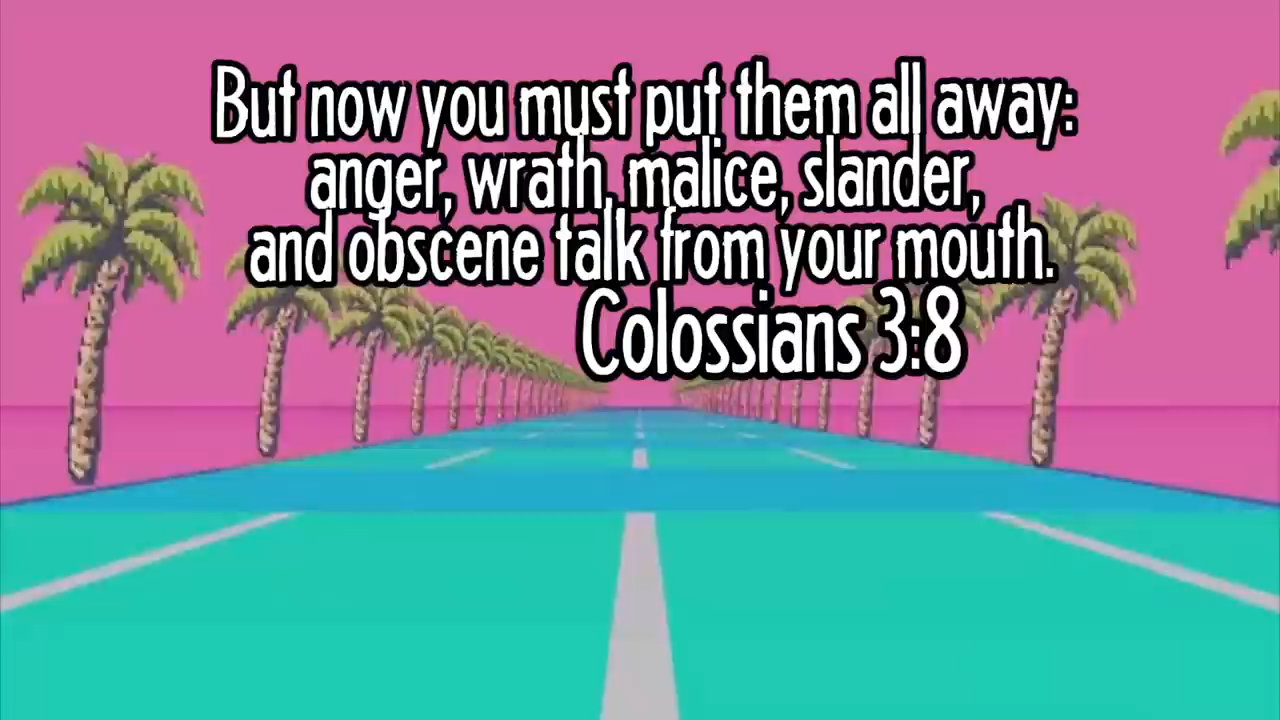 But now you must put them all away:
anger, wrath, malice, slander,
and obscene talk from your mouth.
Colossians 3:8